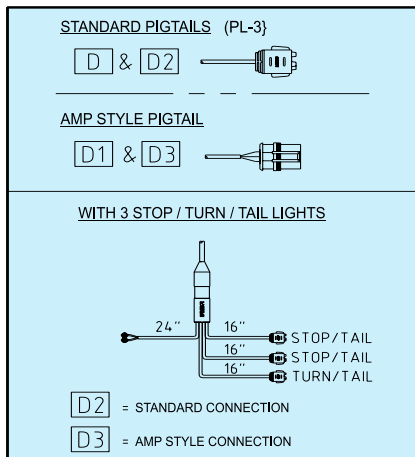 STANDARD PIGTAILS (PL-3}
D & D2
AMP STYLE PIGTAIL
D1 & D3
WITH 3 STOP / TURN / TAIL LIGHTS
24" 16" STOP/TAIL
16" STOP/TAIL
16" TURN/TAIL
D2 = STANDARD CONNECTION
D3 = AMP STYLE CONNECTION